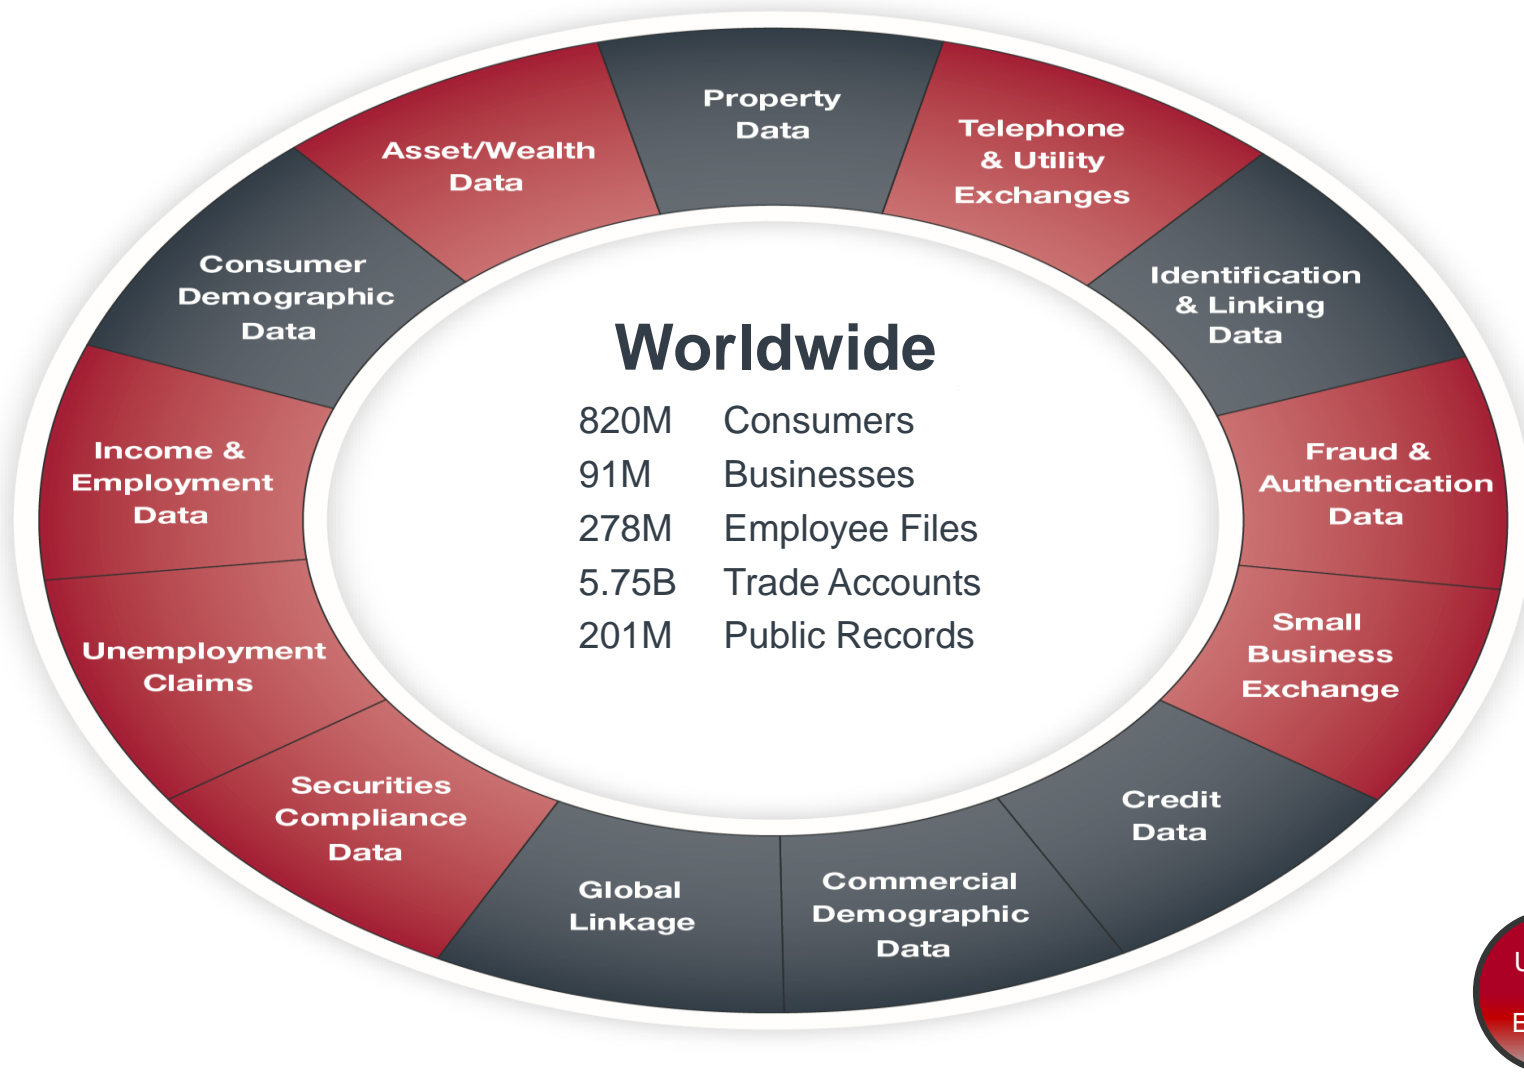 Property
Data
Telephone
& Utility
Exchanges
Asset/Wealth
Data
Consumer
Demographic
Data
Identification
& Linking
Data
Worldwide
820M Consumers
91M Businesses
278M Employee Files
5.75B Trade Accounts
201M Public Records
Income &
Employment
Data
Fraud &
Authentication
Data
Unemployment
Claims
Small
Business
Exchange
Securities
Compliance
Data
Credit
Data
Global
Linkage
Commercial
Demographic
Data